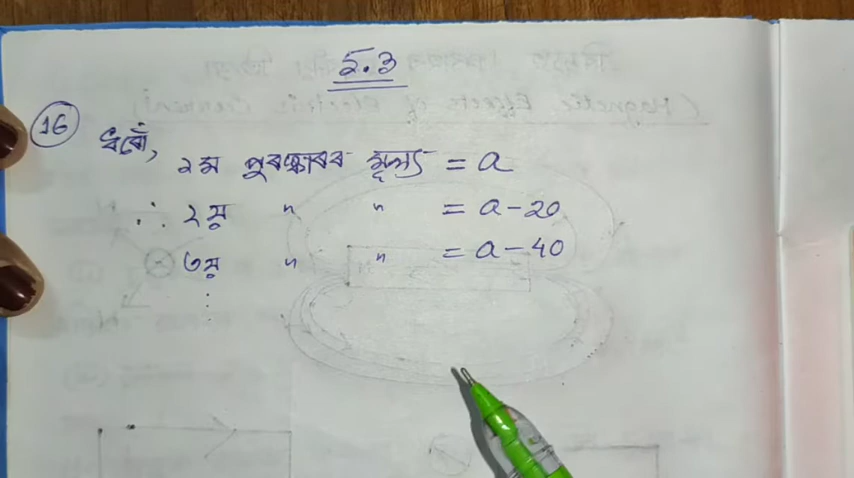 5.3
16 ধৰোঁ,
১ম পুৰস্কাৰৰ মূল্য = a
∴ ২য় " " = a - 20
৩য় " " = a - 40
⋮